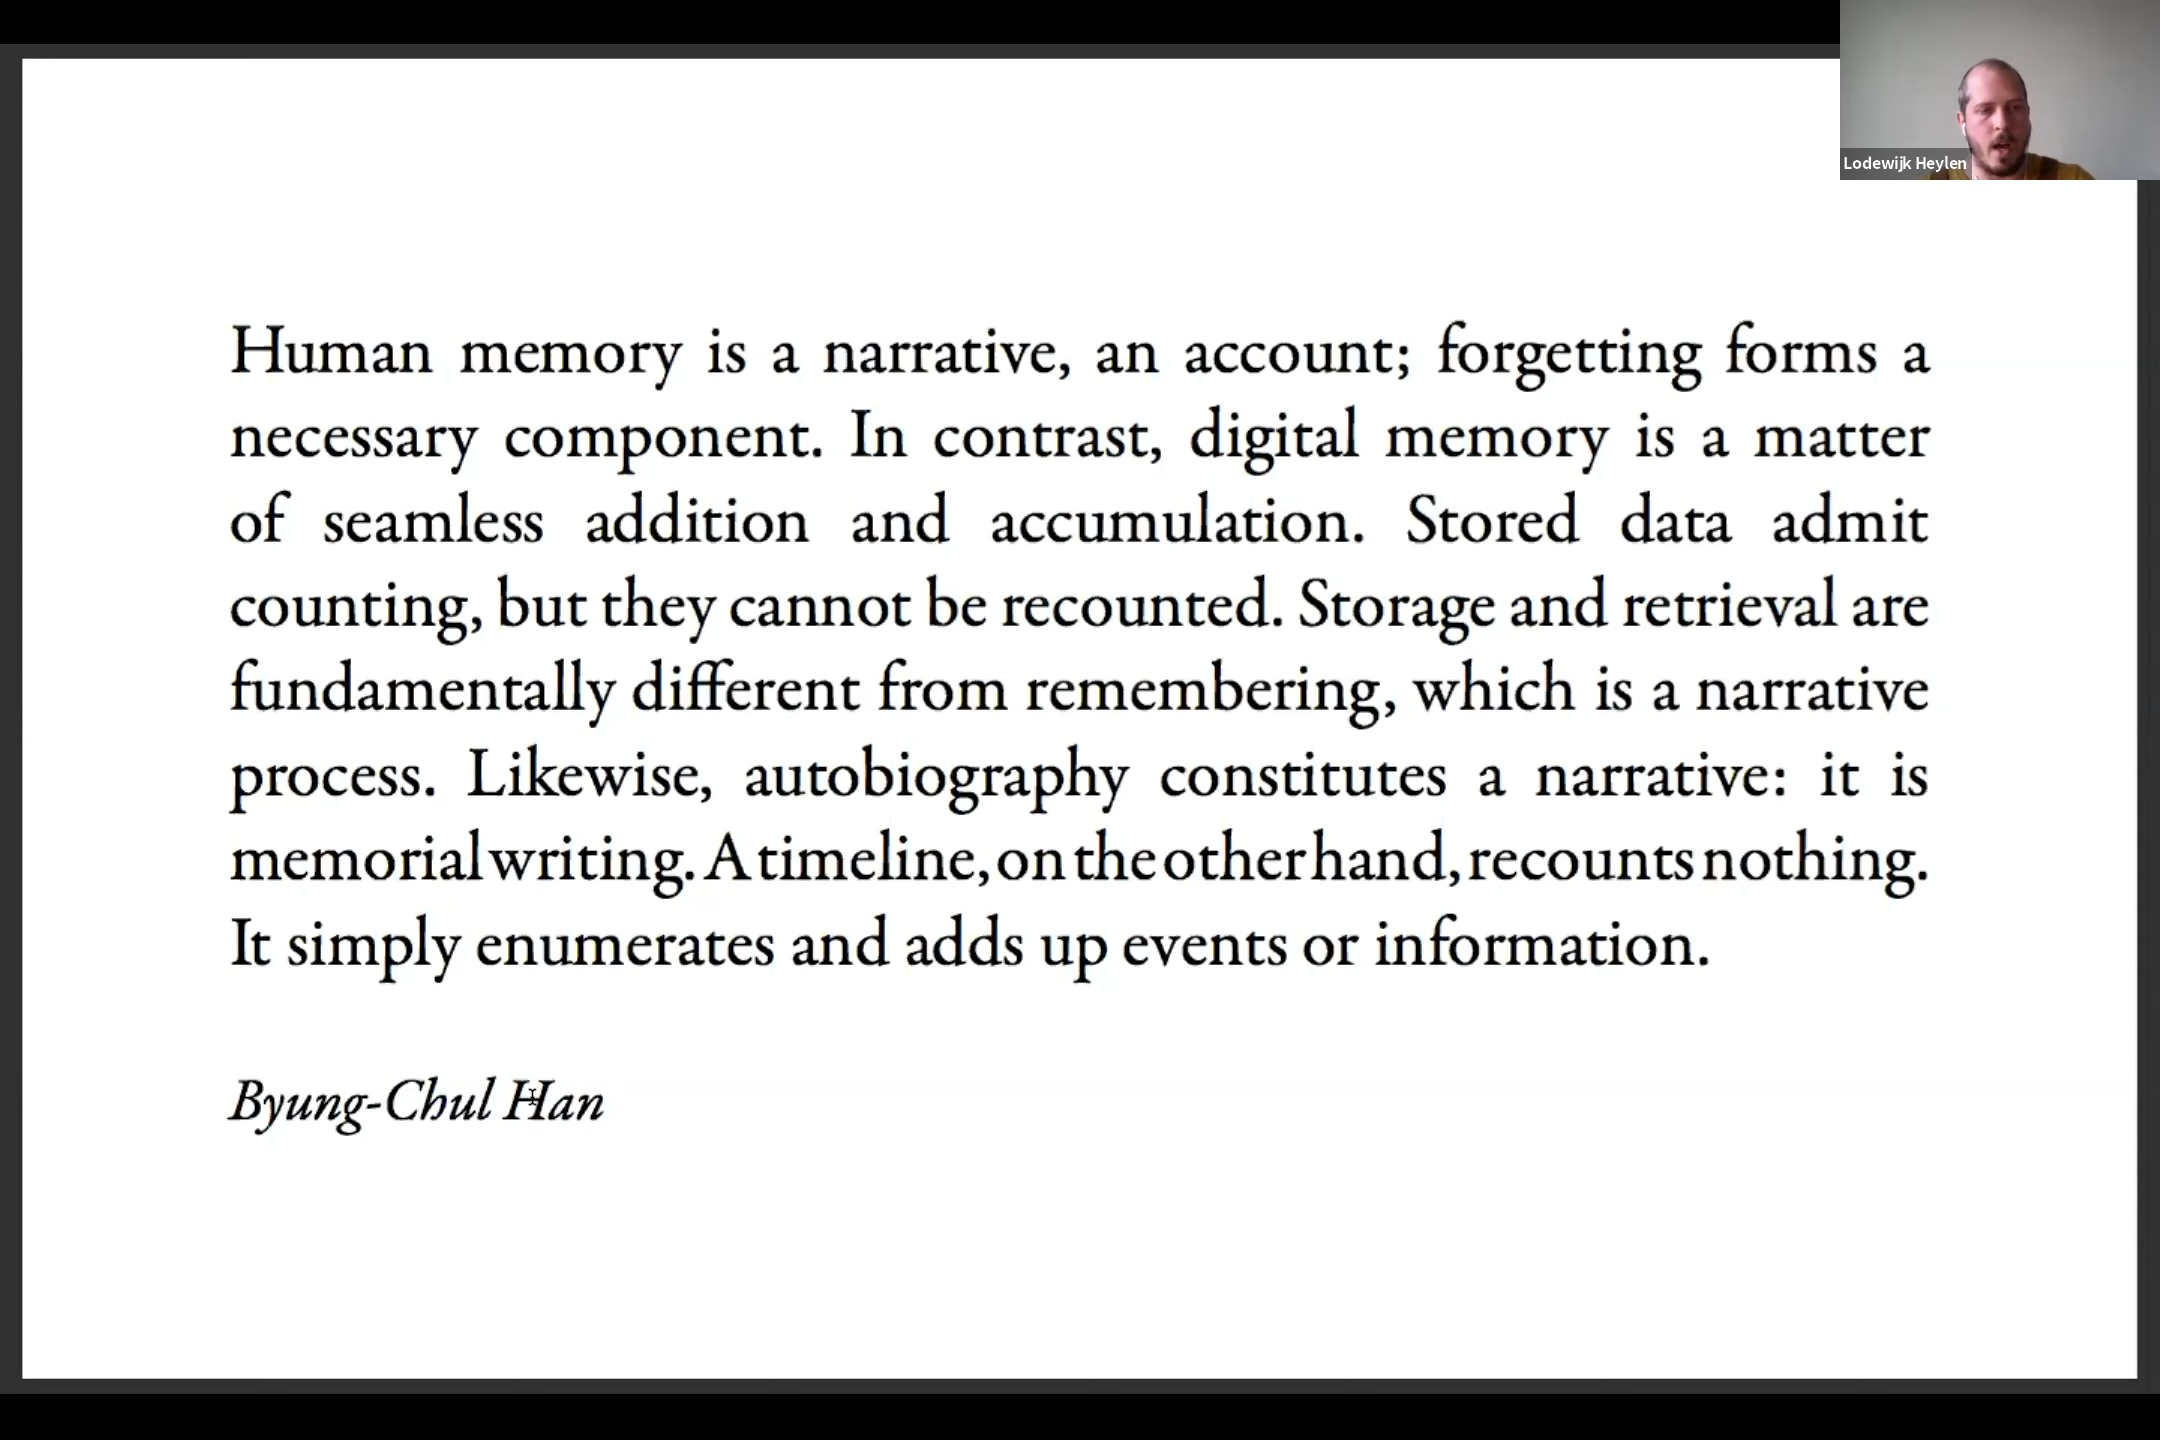 Lodewijk Heylen
Human memory is a narrative, an account; forgetting forms a
necessary component. In contrast, digital memory is a matter
of seamless addition and accumulation. Stored data admit
counting, but they cannot be recounted. Storage and retrieval are
fundamentally different from remembering, which is a narrative
process. Likewise, autobiography constitutes a narrative: it is
memorial writing. A timeline, on the other hand, recounts nothing.
It simply enumerates and adds up events or information.
Byung-Chul Han